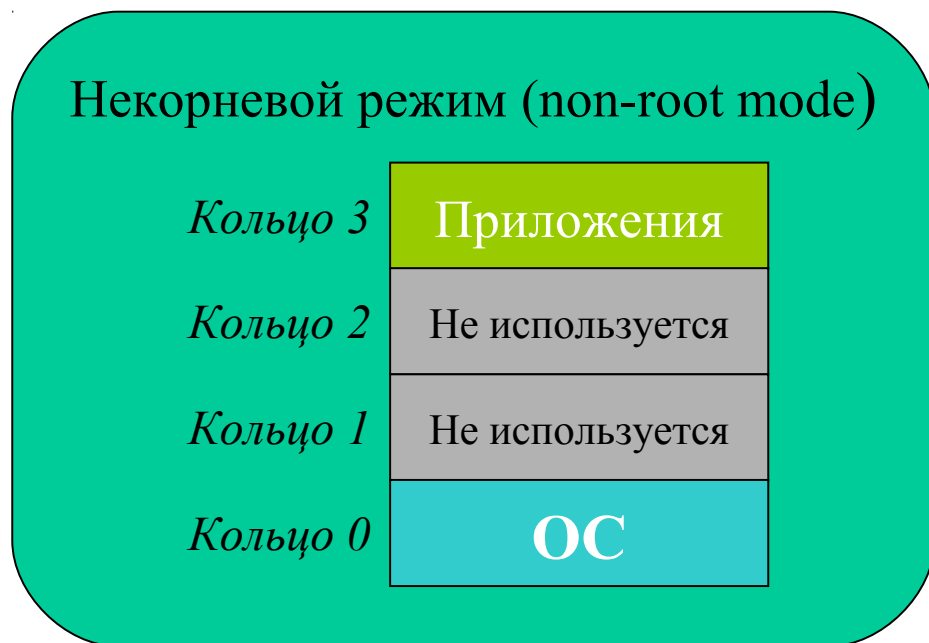 Некорневой режим (non-root mode)
Кольцо 3 Приложения
Кольцо 2 Не используется
Кольцо 1 Не используется
Кольцо 0 ОС